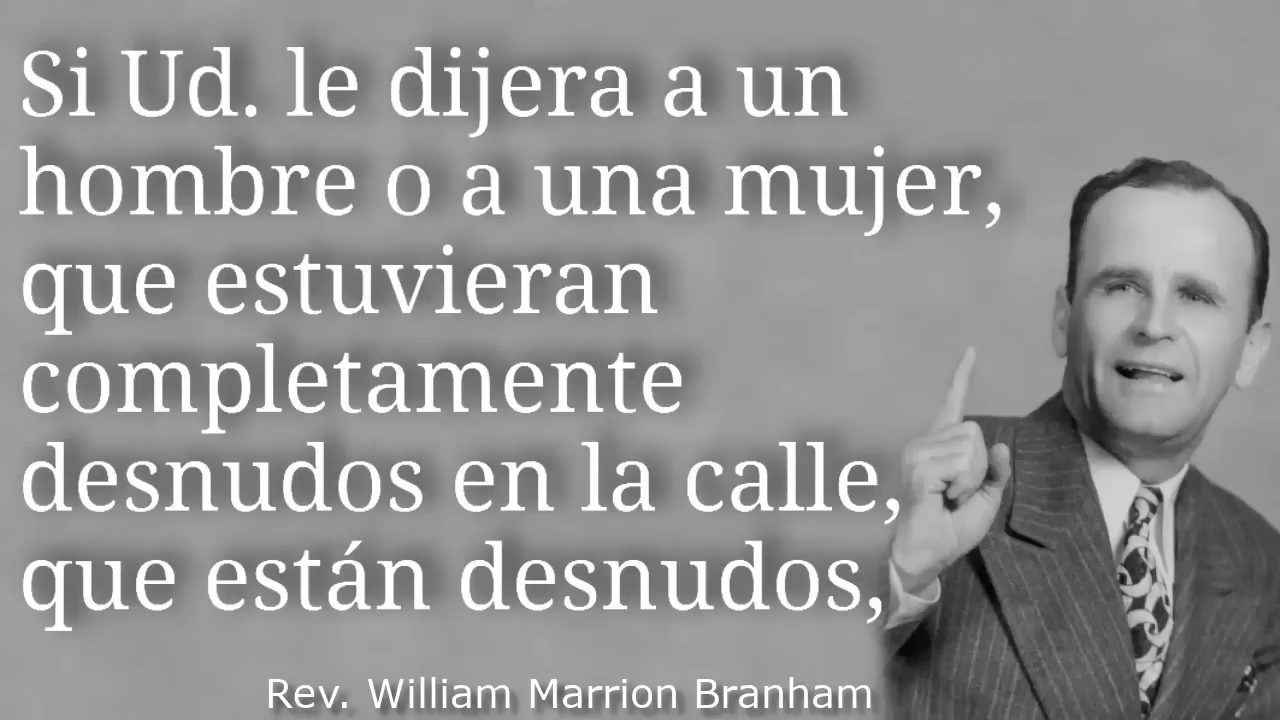 Si Ud. le dijera a un
hombre o a una mujer,
que estuvieran
completamente
desnudos en la calle,
que están desnudos,
Rev. William Marrion Branham